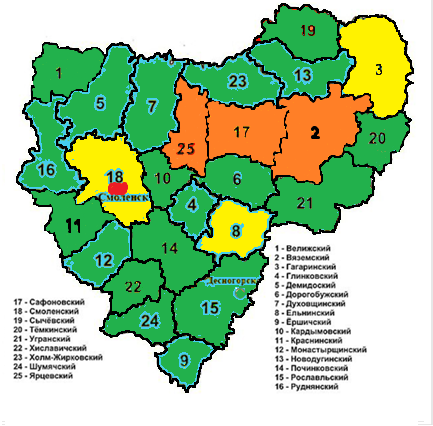 19
3
1
23
13
5
7
17
2
25
20
16
18
10
6
Смоленск
4
21
11
8
14
12
Десногорск
22
15
24
9
1 - Велижский
2 - Вяземский
3 - Гагаринский
4 - Глинковский
5 - Демидоский
6 - Дорогобужский
7 - Духовщинский
8 - Ельнинский
9 - Ёршичский
10 - Кардымовский
11 - Краснинский
12 - Монастырщинский
13 - Новодугинский
14 - Починковский
15 - Рославльский
16 - Руднянский
17 - Сафоновский
18 - Смоленский
19 - Сычёвский
20 - Тёмкинский
21 - Угранский
22 - Хиславичский
23 - Холм-Жирховский
24 - Шумячский
25 - Ярцевский